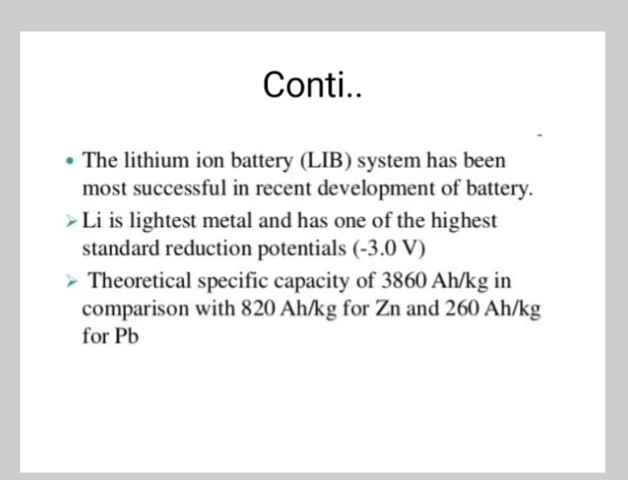 Conti..
• The lithium ion battery (LIB) system has been
most successful in recent development of battery.
➢ Li is lightest metal and has one of the highest
standard reduction potentials (-3.0 V)
➢ Theoretical specific capacity of 3860 Ah/kg in
comparison with 820 Ah/kg for Zn and 260 Ah/kg
for Pb